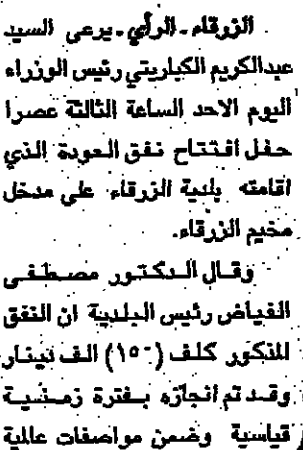 الزرقاء ـ الرأي ـ يرعى السيد
عبدالكريم الكباريتي رئيس الوزراء
اليوم الاحد الساعة الثالثة عصرا
حفل افتتاح نفق العودة الذي
اقامته بلدية الزرقاء على مدخل
مخيم الزرقاء.
وقال الدكتور مصطفى
الفياض رئيس البلدية ان النفق
المذكور كلف (١٥٠) الف دينار
وقد تم انجازه بفترة زمنية
قياسية وضمن مواصفات عالية